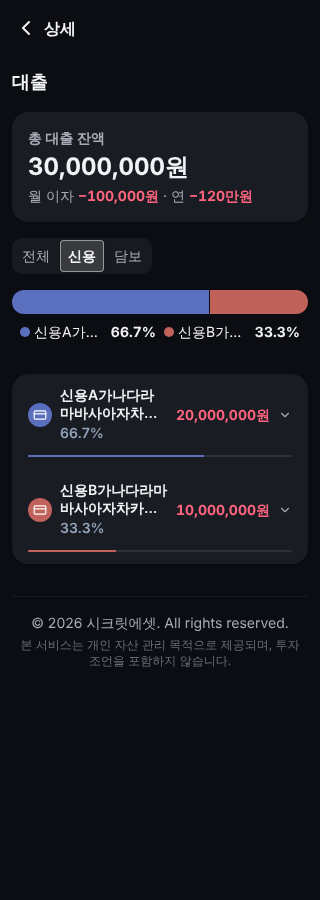 상세
대출
총 대출 잔액
30,000,000원
월 이자 -100,000원 · 연 -120만원
전체 신용 담보
신용A가... 66.7% 신용B가... 33.3%
신용A가나다라
마바사아자차...
20,000,000원
66.7%
신용B가나다라마
바사아자차카...
10,000,000원
33.3%
© 2026 시크릿에셋. All rights reserved.
본 서비스는 개인 자산 관리 목적으로 제공되며, 투자
조언을 포함하지 않습니다.